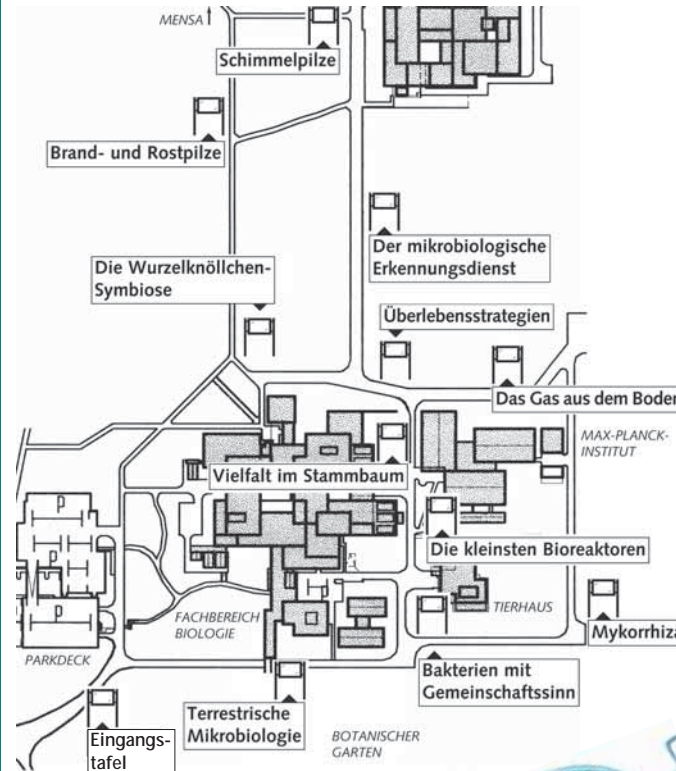 MENSA
Schimmelpilze
Brand- und Rostpilze
Der mikrobiologische
Erkennungsdienst
Die Wurzelknöllchen-
Symbiose
Überlebensstrategien
Das Gas aus dem Boden
MAX-PLANCK-
INSTITUT
Vielfalt im Stammbaum
P
P
P
P
Die kleinsten Bioreaktoren
FACHBEREICH
BIOLOGIE
TIERHAUS
Mykorrhiza
PARKDECK
Bakterien mit
Gemeinschaftssinn
Terrestrische
Mikrobiologie
Eingangs-
tafel
BOTANISCHER
GARTEN